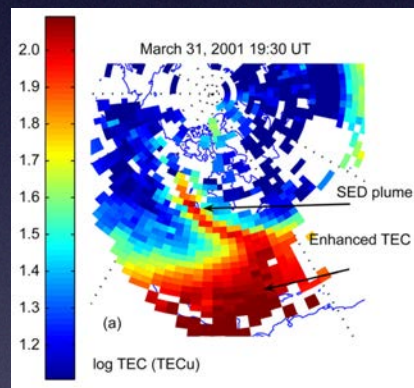 March 31, 2001 19:30 UT
2.0
1.9
1.8
1.7
1.6
1.5
1.4
1.3
1.2
SED plume
Enhanced TEC
(a)
log TEC (TECu)